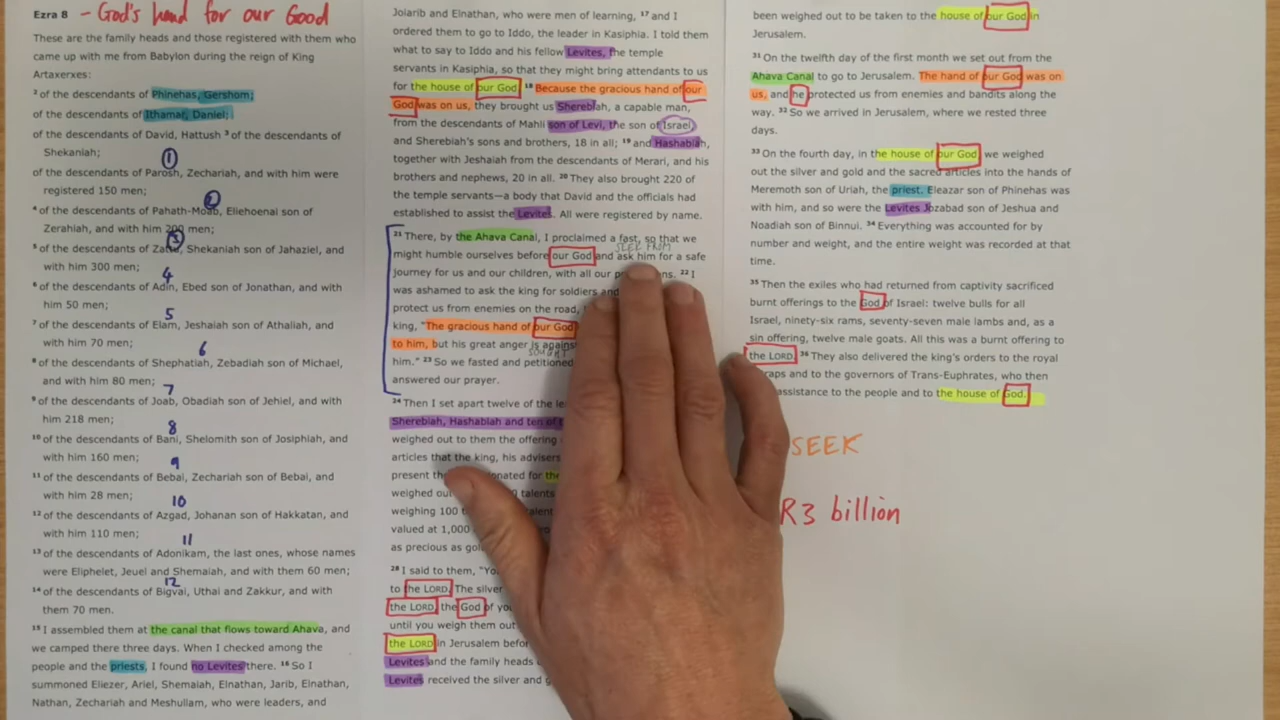 Ezra 8 - God's hand for our Good
These are the family heads and those registered with them who
came up with me from Babylon during the reign of King
Artaxerxes:
2 of the descendants of Phinehas, Gershom;
of the descendants of Ithamar, Daniel;
of the descendants of David, Hattush 3 of the descendants of
Shekaniah;
1
of the descendants of Parosh, Zechariah, and with him were
registered 150 men;
2
4 of the descendants of Pahath-Moab, Eliehoenai son of
Zerahiah, and with him 200 men;
3
5 of the descendants of Zattu, Shekaniah son of Jahaziel, and
with him 300 men;
4
6 of the descendants of Adin, Ebed son of Jonathan, and with
him 50 men;
5
7 of the descendants of Elam, Jeshaiah son of Athaliah, and
with him 70 men;
6
8 of the descendants of Shephatiah, Zebadiah son of Michael,
and with him 80 men;
7
9 of the descendants of Joab, Obadiah son of Jehiel, and with
him 218 men;
8
10 of the descendants of Bani, Shelomith son of Josiphiah, and
with him 160 men;
9
11 of the descendants of Bebai, Zechariah son of Bebai, and
with him 28 men;
10
12 of the descendants of Azgad, Johanan son of Hakkatan, and
with him 110 men;
11
13 of the descendants of Adonikam, the last ones, whose names
were Eliphelet, Jeuel and Shemaiah, and with them 60 men;
12
14 of the descendants of Bigvai, Uthai and Zakkur, and with
them 70 men.
15 I assembled them at the canal that flows toward Ahava, and
we camped there three days. When I checked among the
people and the priests, I found no Levites there. 16 So I
summoned Eliezer, Ariel, Shemaiah, Elnathan, Jarib, Elnathan,
Nathan, Zechariah and Meshullam, who were leaders, and
Joiarib and Elnathan, who were men of learning, 17 and I
ordered them to go to Iddo, the leader in Kasiphia. I told them
what to say to Iddo and his fellow Levites, the temple
servants in Kasiphia, so that they might bring attendants to us
for the house of our God. 18 Because the gracious hand of our
God was on us, they brought us Sherebiah, a capable man,
from the descendants of Mahli son of Levi, the son of Israel,
and Sherebiah's sons and brothers, 18 in all; 19 and Hashabiah,
together with Jeshaiah from the descendants of Merari, and his
brothers and nephews, 20 in all. 20 They also brought 220 of
the temple servants—a body that David and the officials had
established to assist the Levites. All were registered by name.
21 There, by the Ahava Canal, I proclaimed a fast, so that we
SEEK FROM
might humble ourselves before our God and ask him for a safe
journey for us and our children, with all our
22 I
was ashamed to ask the king for soldiers and
protect us from enemies on the road,
king, "The gracious hand of our God
to him, but his great anger is against
SOUGHT
him." 23 So we fasted and petitioned
answered our prayer.
24 Then I set apart twelve of the
Sherebiah, Hashabiah and ten of
weighed out to them the offering
articles that the king, his advisers
present
weighed
weighing 100
valued at 1,000
as precious as
28 I said to them,
to the LORD. The silver
the LORD, the God of
until you weigh them out
the LORD in Jerusalem
Levites and the family heads
Levites received the silver and
been weighed out to be taken to the house of our God in
Jerusalem.
31 On the twelfth day of the first month we set out from the
Ahava Canal to go to Jerusalem. The hand of our God was on
us, and he protected us from enemies and bandits along the
way. 32 So we arrived in Jerusalem, where we rested three
days.
33 On the fourth day, in the house of our God, we weighed
out the silver and gold and the sacred articles into the hands of
Meremoth son of Uriah, the priest. Eleazar son of Phinehas was
with him, and so were the Levites Jozabad son of Jeshua and
Noadiah son of Binnui. 34 Everything was accounted for by
number and weight, and the entire weight was recorded at that
time.
35 Then the exiles who had returned from captivity sacrificed
burnt offerings to the God of Israel: twelve bulls for all
Israel, ninety-six rams, seventy-seven male lambs and, as a
sin offering, twelve male goats. All this was a burnt offering to
the LORD. 36 They also delivered the king's orders to the royal
and to the governors of Trans-Euphrates, who then
assistance to the people and to the house of God.
SEEK
R3 billion